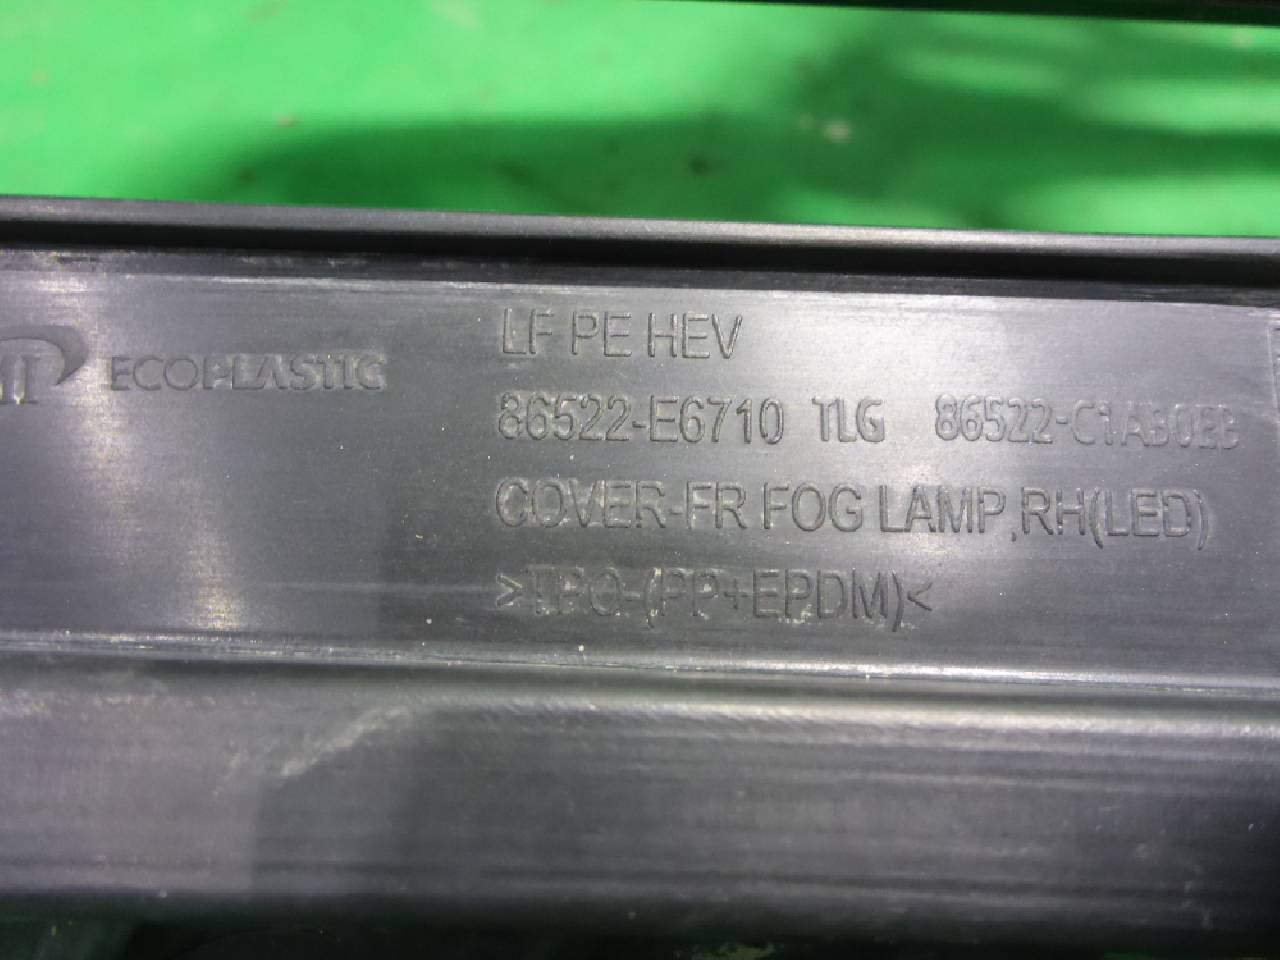 ECOPLASTIC
LF PE HEV
86522-E6710 TLG 86522-C1AB0EB
COVER-FR FOG LAMP,RH(LED)
>TPO-(PP+EPDM)<